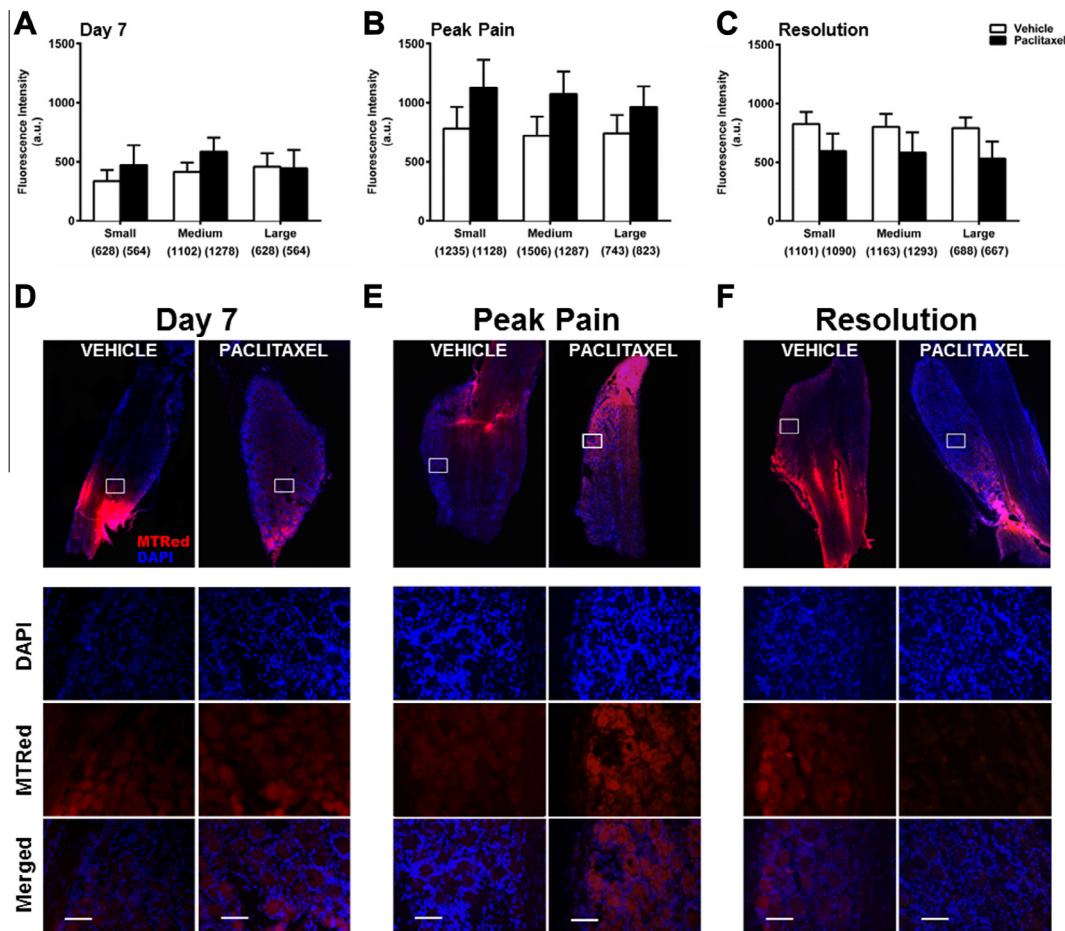 A Day 7
B Peak Pain
C Resolution
Vehicle
Paclitaxel
Fluorescence Intensity
(a.u.)
1500
1000
500
0
Small Medium Large
(628) (564) (1102) (1278) (628) (564)
Fluorescence Intensity
(a.u.)
1500
1000
500
0
Small Medium Large
(1235) (1128) (1506) (1287) (743) (823)
Fluorescence Intensity
(a.u.)
1500
1000
500
0
Small Medium Large
(1101) (1090) (1163) (1293) (688) (667)
D Day 7
VEHICLE PACLITAXEL
MTRed
DAPI
E Peak Pain
VEHICLE PACLITAXEL
F Resolution
VEHICLE PACLITAXEL
DAPI
MTRed
Merged